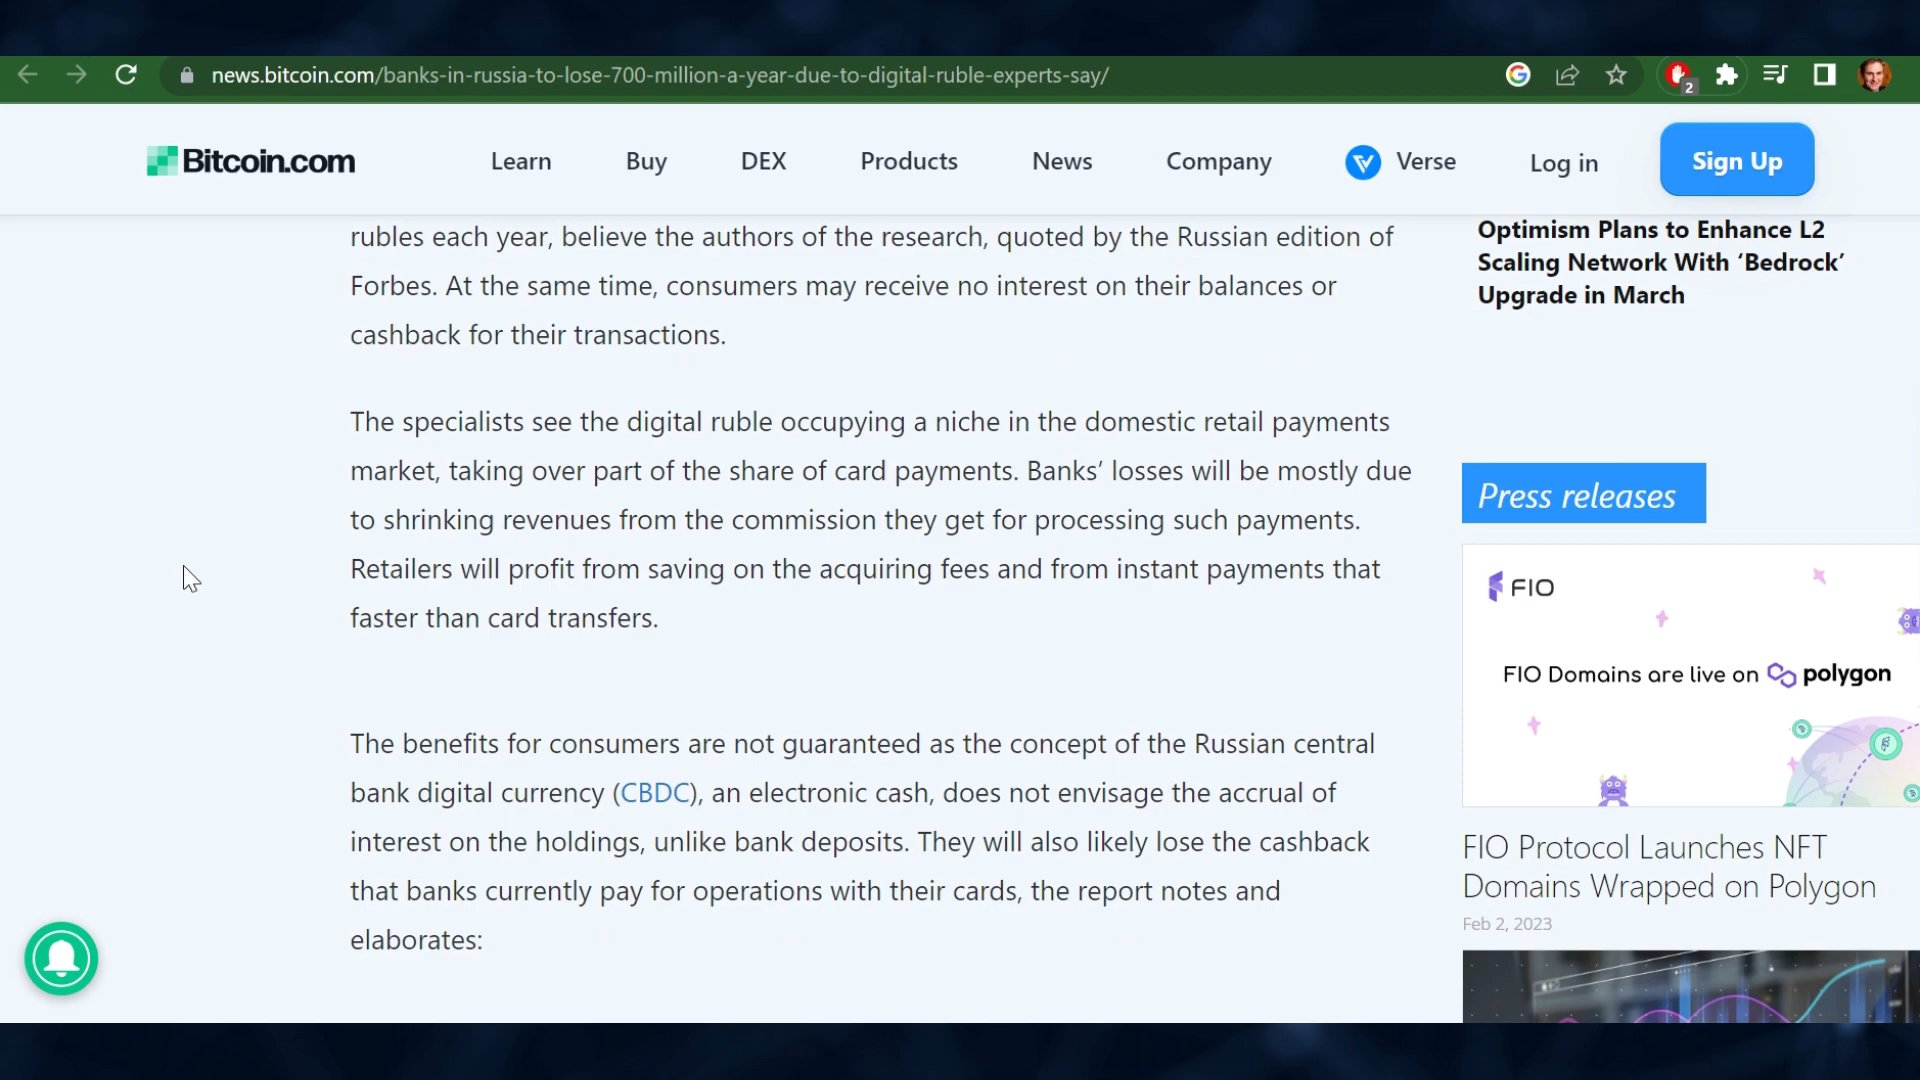 news.bitcoin.com/banks-in-russia-to-lose-700-million-a-year-due-to-digital-ruble-experts-say/
2
Bitcoin.com
Learn
Buy
DEX
Products
News
Company
Verse
Log in
Sign Up
rubles each year, believe the authors of the research, quoted by the Russian edition of
Forbes. At the same time, consumers may receive no interest on their balances or
cashback for their transactions.
The specialists see the digital ruble occupying a niche in the domestic retail payments
market, taking over part of the share of card payments. Banks’ losses will be mostly due
to shrinking revenues from the commission they get for processing such payments.
Retailers will profit from saving on the acquiring fees and from instant payments that
faster than card transfers.
The benefits for consumers are not guaranteed as the concept of the Russian central
bank digital currency (CBDC), an electronic cash, does not envisage the accrual of
interest on the holdings, unlike bank deposits. They will also likely lose the cashback
that banks currently pay for operations with their cards, the report notes and
elaborates:
Optimism Plans to Enhance L2
Scaling Network With ‘Bedrock’
Upgrade in March
Press releases
FIO
FIO Domains are live on polygon
FIO Protocol Launches NFT
Domains Wrapped on Polygon
Feb 2, 2023